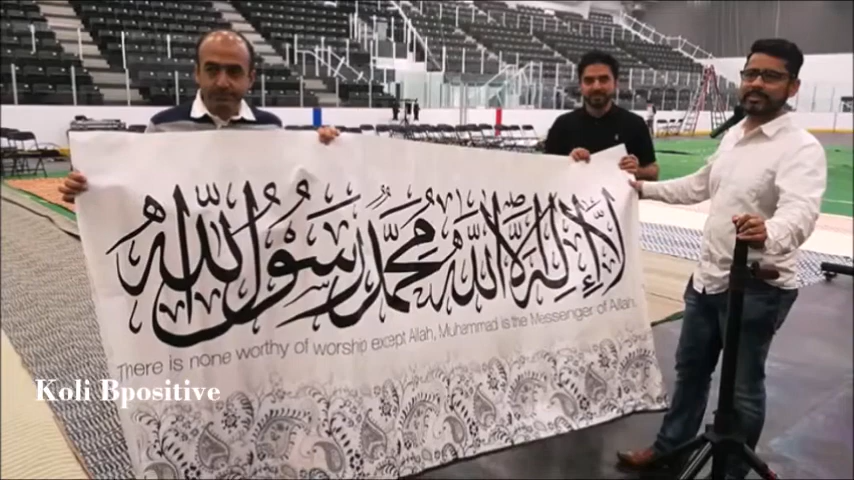 لا إله إلا الله محمد رسول الله
There is none worthy of worship except Allah, Muhammad is the Messenger of Allah.
Koli Bpositive